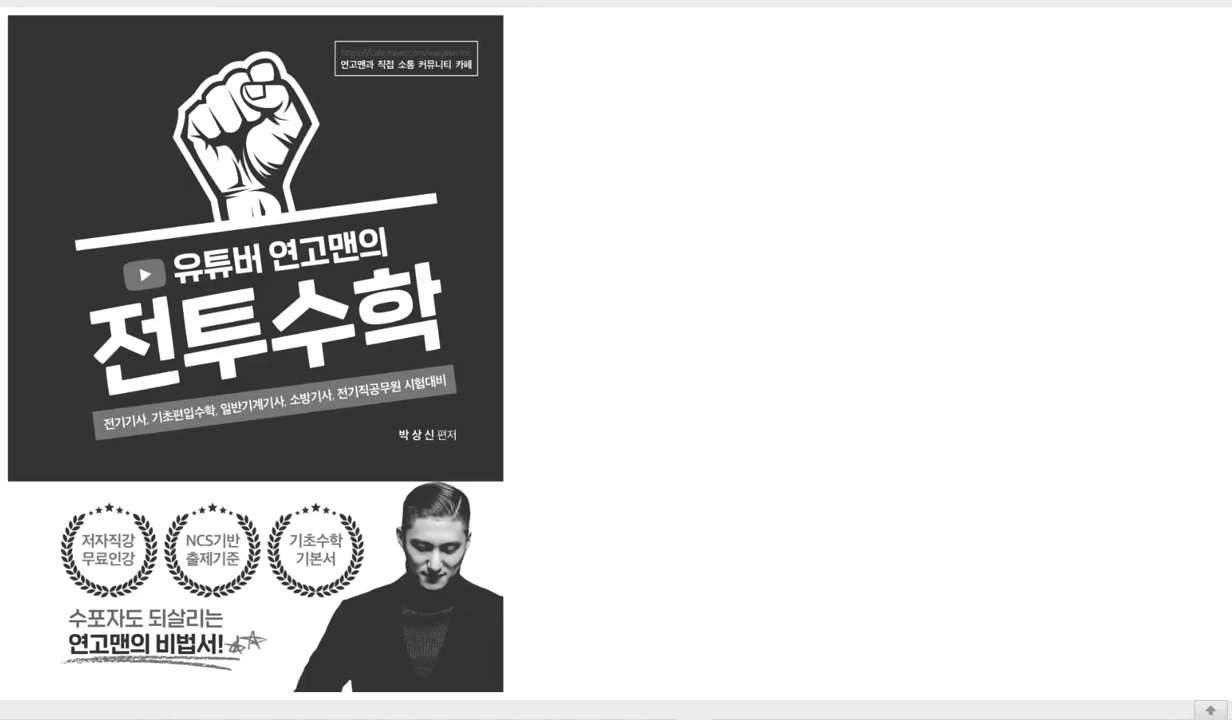 https://cafe.naver.com/easyelectric
연고맨과 직접 소통 커뮤니티 카페
유튜버 연고맨의
전투수학
전기기사, 기초편입수학, 일반기계기사, 소방기사, 전기직공무원 시험대비
박상신 편저
저자직강
무료인강
NCS기반
출제기준
기초수학
기본서
수포자도 되살리는
연고맨의 비법서!